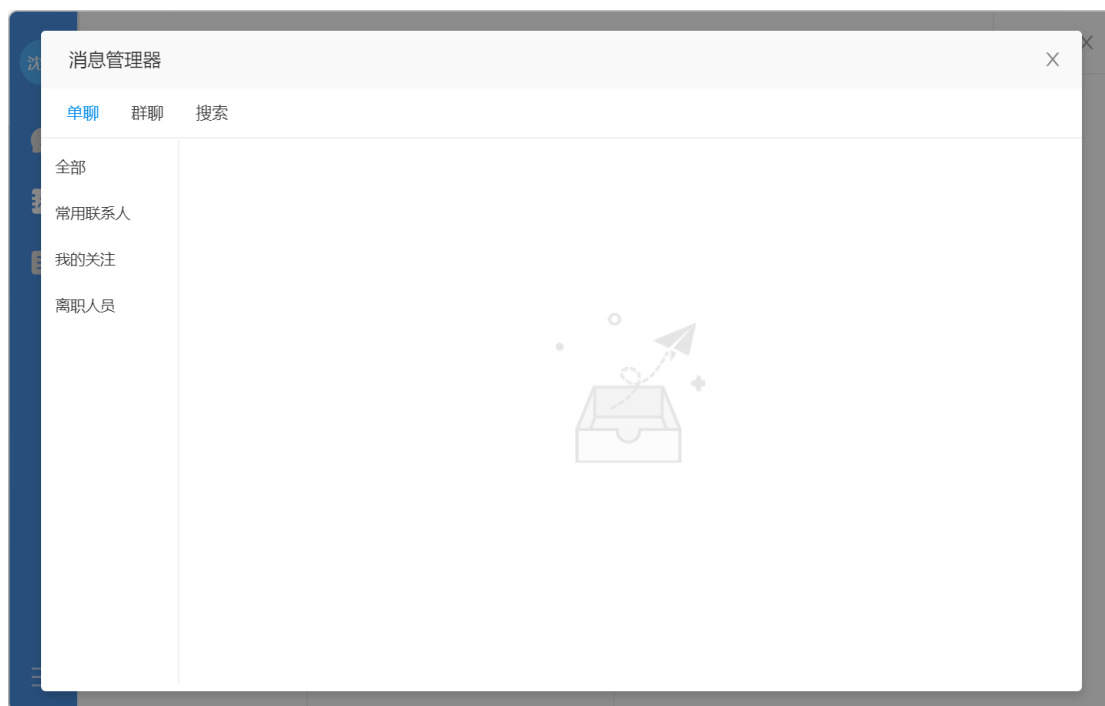 沈
消息管理器
单聊 群聊 搜索
全部
常用联系人
我的关注
离职人员